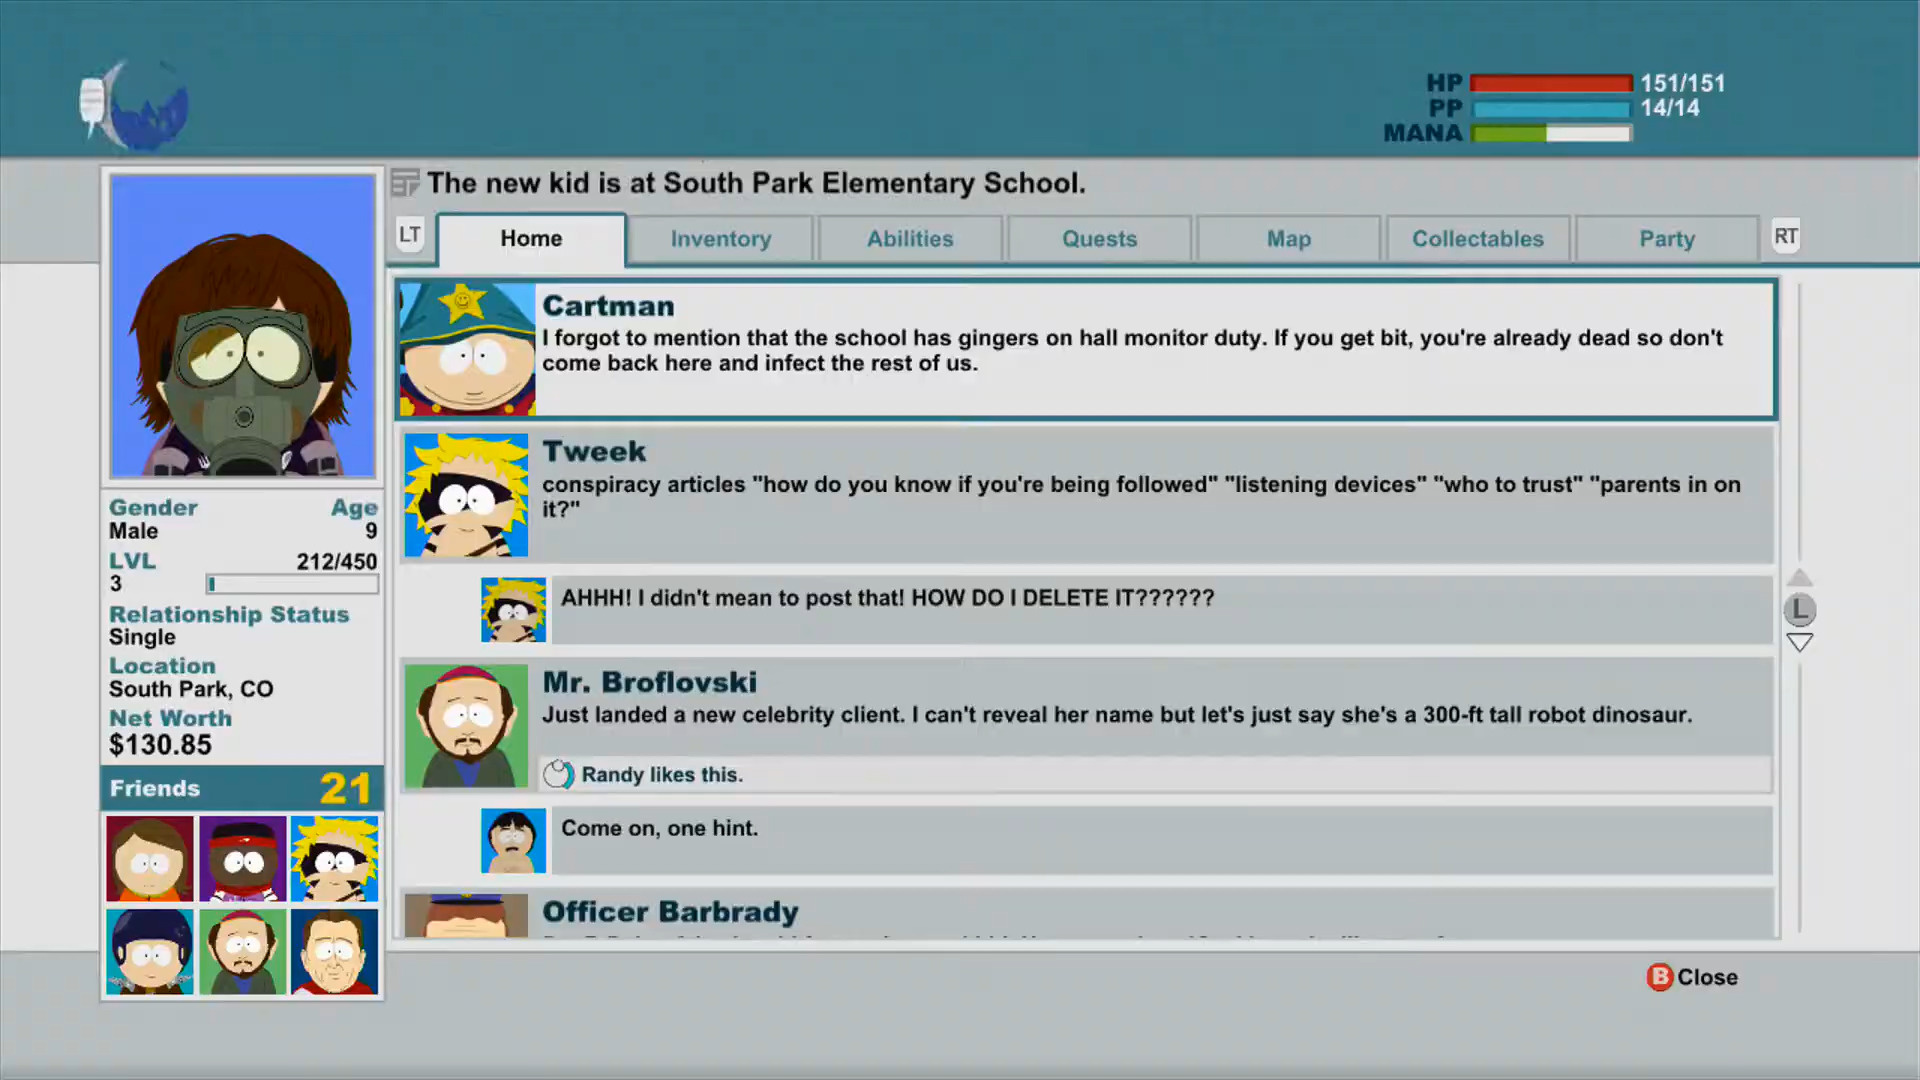 HP 151/151
PP 14/14
MANA
The new kid is at South Park Elementary School.
LT Home Inventory Abilities Quests Map Collectables Party RT
Gender Age
Male 9
LVL 212/450
3
Relationship Status
Single
Location
South Park, CO
Net Worth
$130.85
Friends 21
Cartman
I forgot to mention that the school has gingers on hall monitor duty. If you get bit, you're already dead so don't
come back here and infect the rest of us.
Tweek
conspiracy articles "how do you know if you're being followed" "listening devices" "who to trust" "parents in on
it?"
AHHH! I didn't mean to post that! HOW DO I DELETE IT??????
Mr. Broflovski
Just landed a new celebrity client. I can't reveal her name but let's just say she's a 300-ft tall robot dinosaur.
Randy likes this.
Come on, one hint.
Officer Barbrady
L
B Close